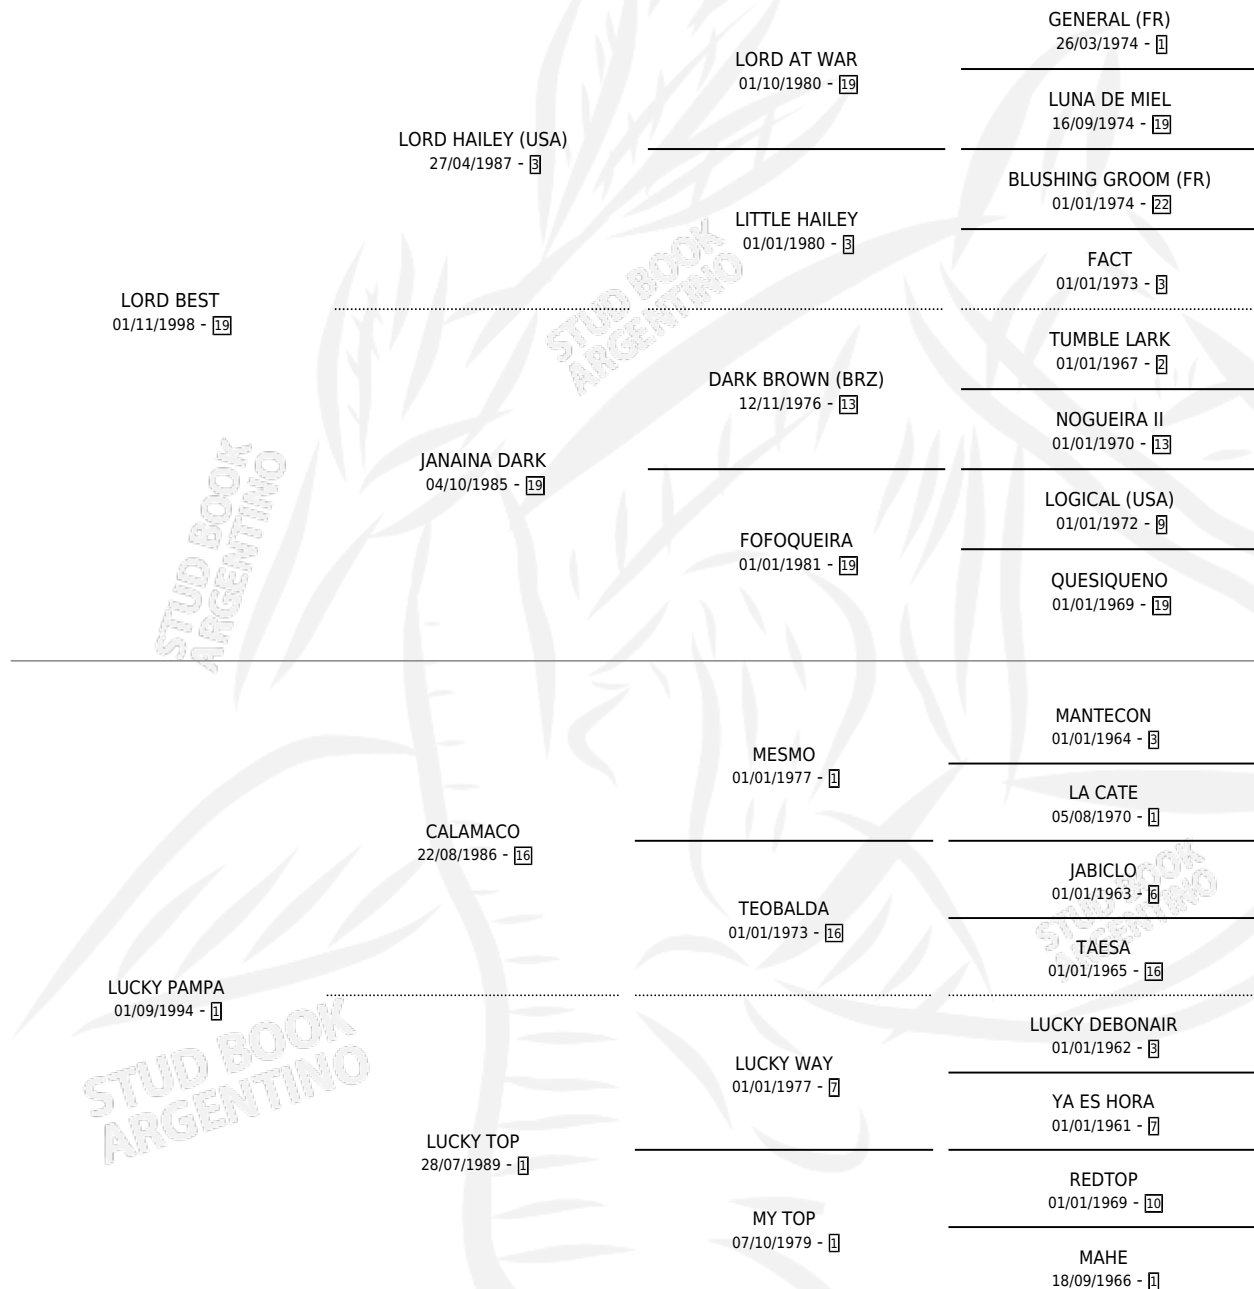 GENERAL (FR)
26/03/1974 - 1
LORD AT WAR
01/10/1980 - 19
LUNA DE MIEL
16/09/1974 - 19
LORD HAILEY (USA)
27/04/1987 - 3
BLUSHING GROOM (FR)
01/01/1974 - 22
LITTLE HAILEY
01/01/1980 - 3
FACT
01/01/1973 - 3
LORD BEST
01/11/1998 - 19
TUMBLE LARK
01/01/1967 - 2
DARK BROWN (BRZ)
12/11/1976 - 13
NOGUEIRA II
01/01/1970 - 13
JANAINA DARK
04/10/1985 - 19
LOGICAL (USA)
01/01/1972 - 9
FOFOQUEIRA
01/01/1981 - 19
QUESIQUENO
01/01/1969 - 19
STUD BOOK
ARGENTINO
STUD BOOK
ARGENTINO
MANTECON
01/01/1964 - 3
MESMO
01/01/1977 - 1
LA CATE
05/08/1970 - 1
CALAMACO
22/08/1986 - 16
JABICLO
01/01/1963 - 6
TEOBALDA
01/01/1973 - 16
TAESA
01/01/1965 - 16
LUCKY PAMPA
01/09/1994 - 1
LUCKY DEBONAIR
01/01/1962 - 3
LUCKY WAY
01/01/1977 - 7
YA ES HORA
01/01/1961 - 7
LUCKY TOP
28/07/1989 - 1
REDTOP
01/01/1969 - 10
MY TOP
07/10/1979 - 1
MAHE
18/09/1966 - 1
STUD BOOK
ARGENTINO
STUD BOOK
ARGENTINO